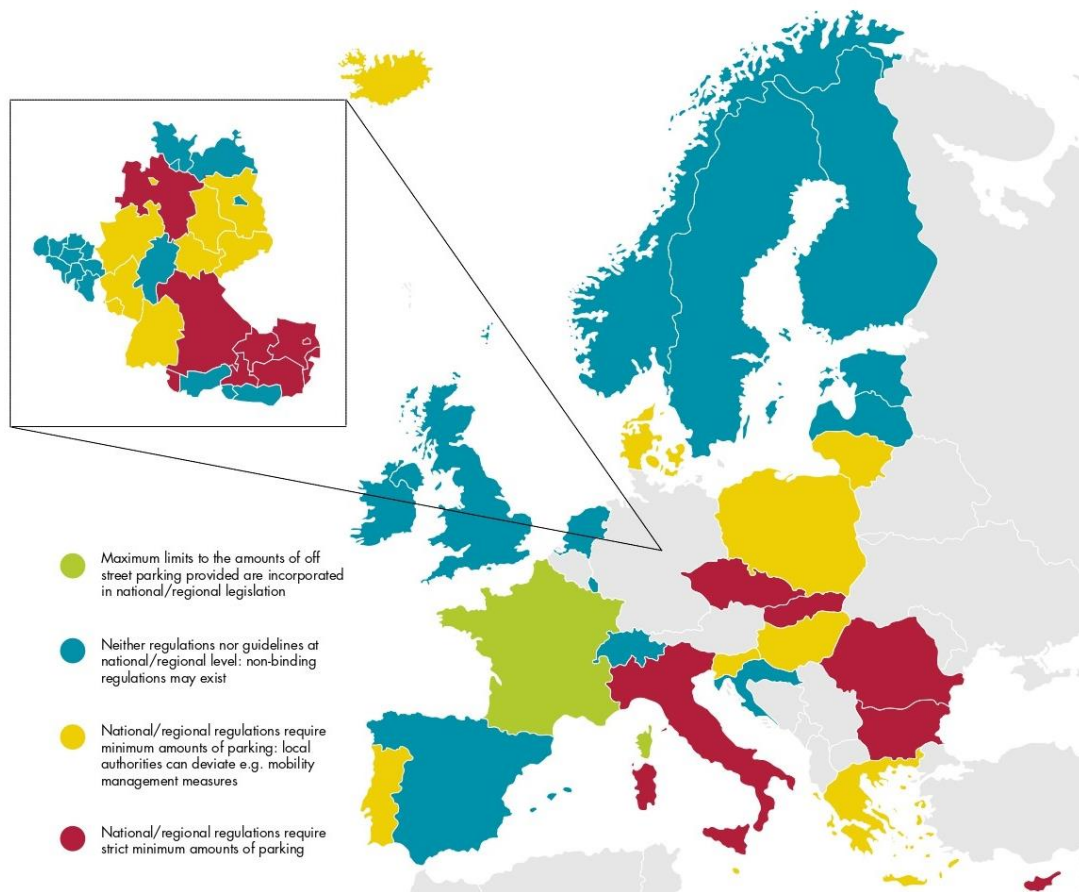 Maximum limits to the amounts of off
street parking provided are incorporated
in national/regional legislation
Neither regulations nor guidelines at
national/regional level: non-binding
regulations may exist
National/regional regulations require
minimum amounts of parking: local
authorities can deviate e.g. mobility
management measures
National/regional regulations require
strict minimum amounts of parking